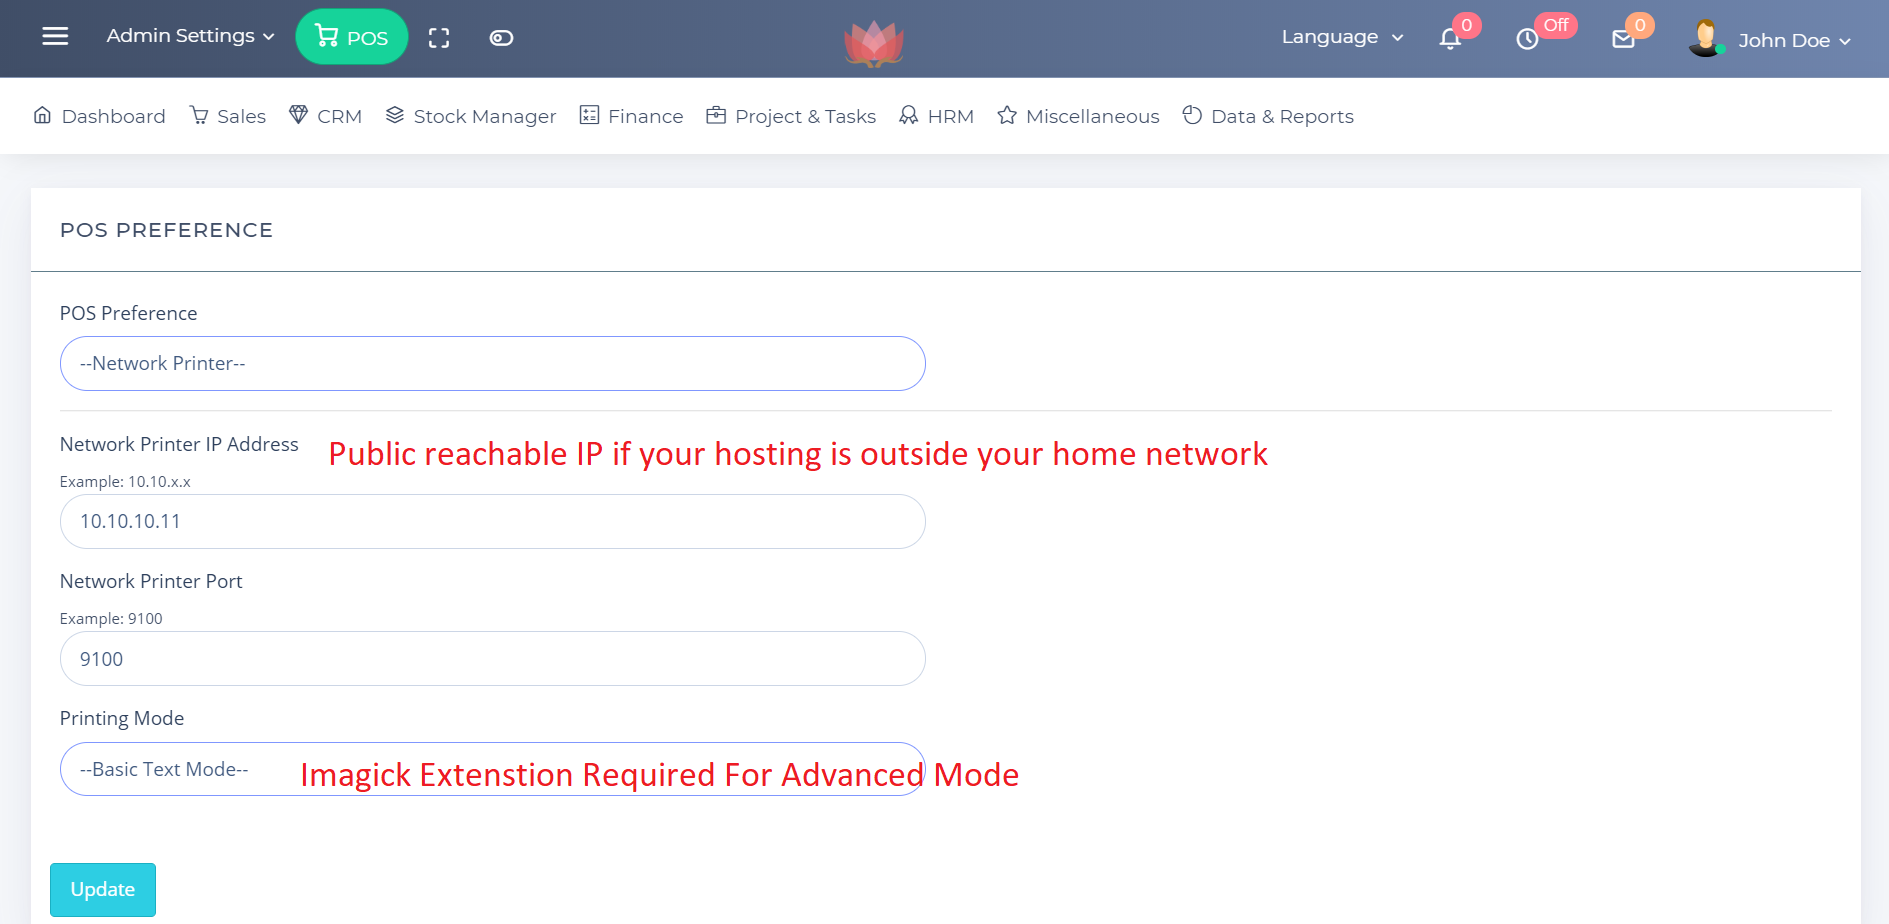 Admin Settings POS Language 0 Off 0 John Doe
Dashboard Sales CRM Stock Manager Finance Project & Tasks HRM Miscellaneous Data & Reports
POS PREFERENCE
POS Preference
--Network Printer--
Network Printer IP Address Public reachable IP if your hosting is outside your home network
Example: 10.10.x.x
10.10.10.11
Network Printer Port
Example: 9100
9100
Printing Mode
--Basic Text Mode-- Imagick Extenstion Required For Advanced Mode
Update